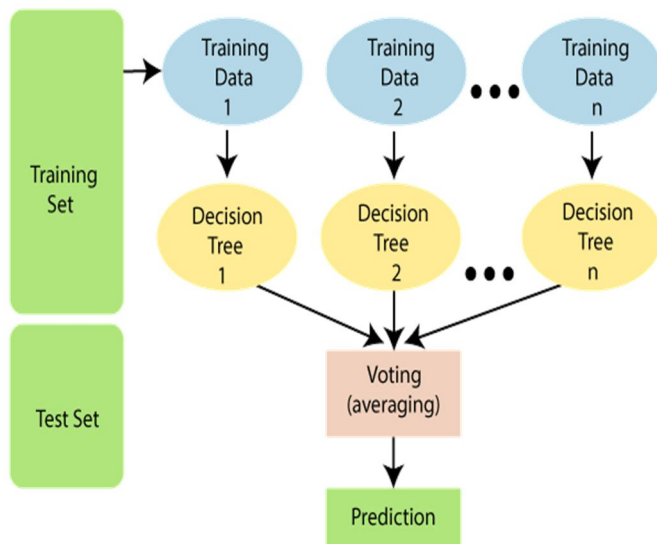 Training
Set
Training
Data
1
Training
Data
2
Training
Data
n
Decision
Tree
1
Decision
Tree
2
Decision
Tree
n
Test Set
Voting
(averaging)
Prediction